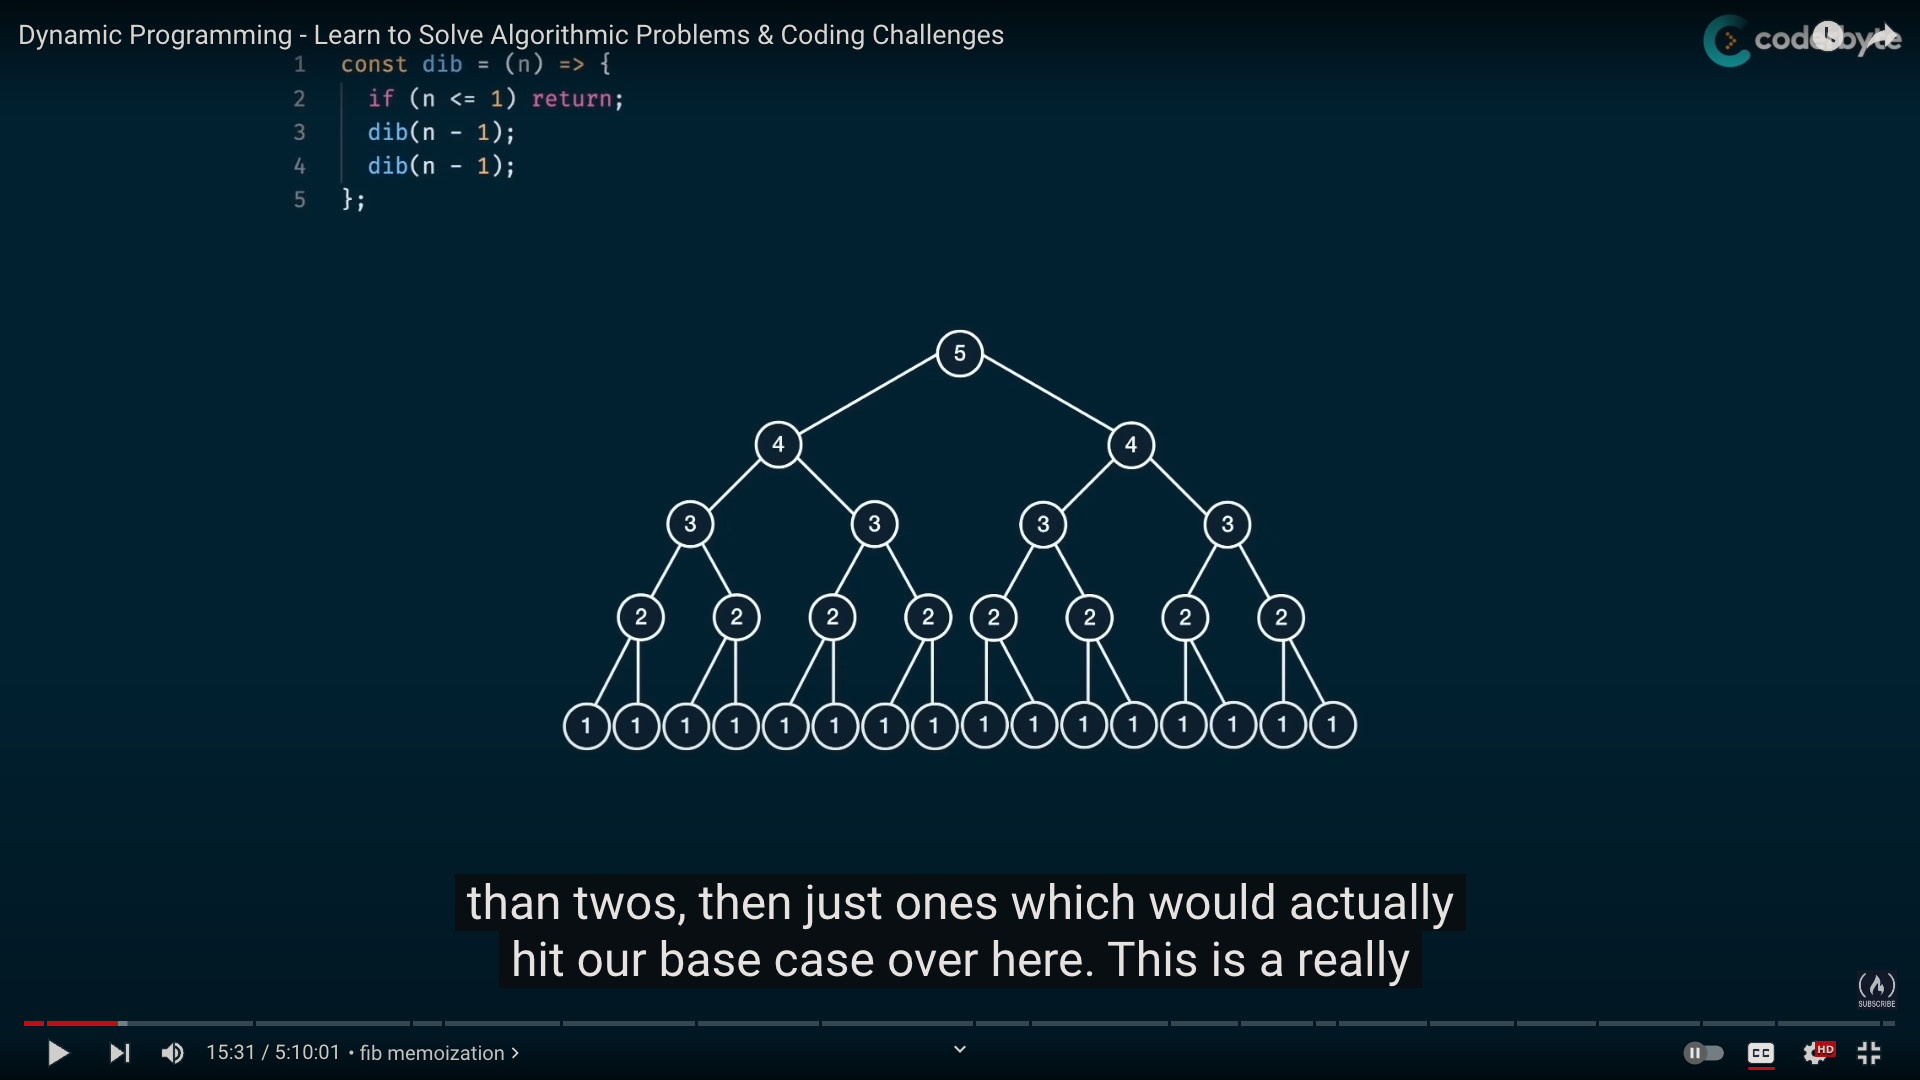 Dynamic Programming - Learn to Solve Algorithmic Problems & Coding Challenges
1 const dib = (n) => {
2 if (n <= 1) return;
3 dib(n - 1);
4 dib(n - 1);
5 };
5
4 4
3 3 3 3
2 2 2 2 2 2 2 2
1 1 1 1 1 1 1 1 1 1 1 1 1 1 1 1
than twos, then just ones which would actually
hit our base case over here. This is a really
SUBSCRIBE
15:31 / 5:10:01 • fib memoization >
CC
HD